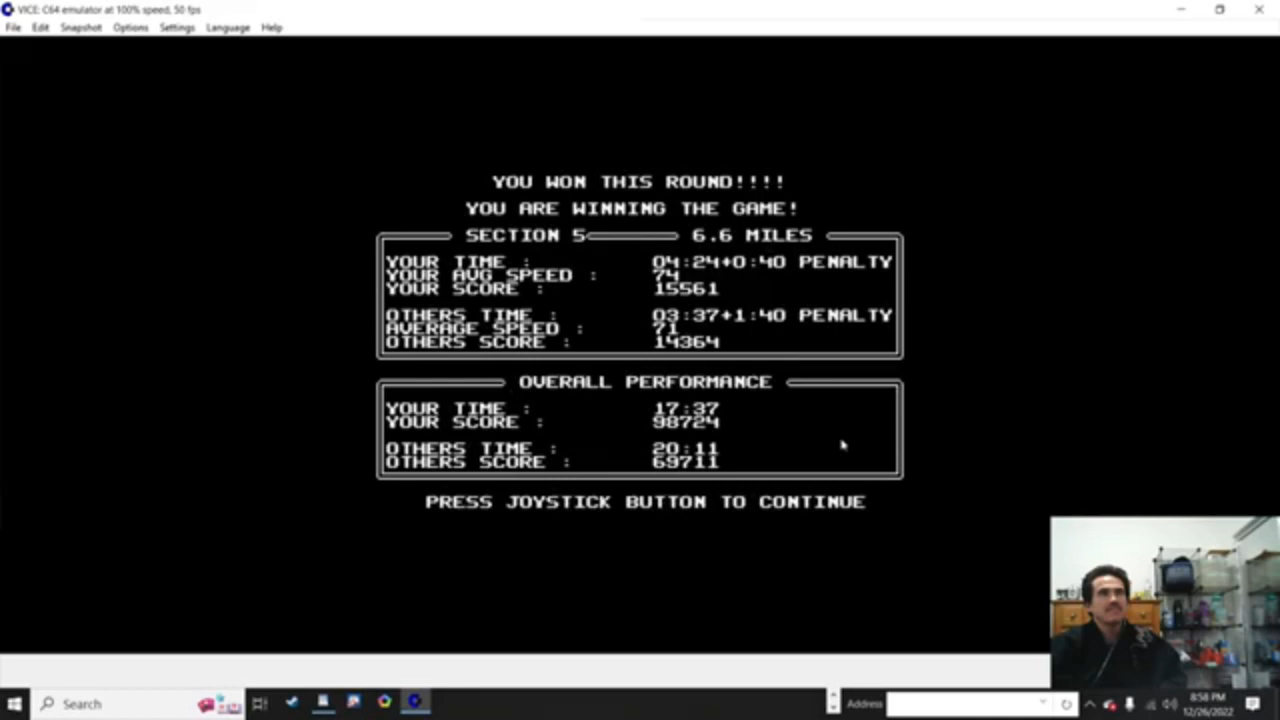 VICE: C64 emulator at 100% speed, 50 fps
File Edit Snapshot Options Settings Language Help
YOU WON THIS ROUND!!!!
YOU ARE WINNING THE GAME!
SECTION 5 6.6 MILES
YOUR TIME : 04:24+0:40 PENALTY
YOUR AVG SPEED : 74
YOUR SCORE : 15561
OTHERS TIME : 03:37+1:40 PENALTY
AVERAGE SPEED : 71
OTHERS SCORE : 14364
OVERALL PERFORMANCE
YOUR TIME : 17:37
YOUR SCORE : 98724
OTHERS TIME : 20:11
OTHERS SCORE : 69711
PRESS JOYSTICK BUTTON TO CONTINUE
Search Address 8:58 PM
12/26/2022